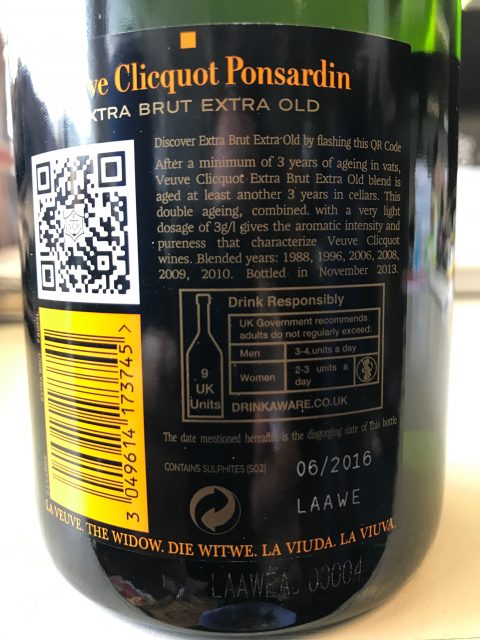 ve Clicquot Ponsardin
EXTRA BRUT EXTRA OLD
Discover Extra Brut Extra Old by flashing this QR Code
After a minimum of 3 years of ageing in vats,
Veuve Clicquot Extra Brut Extra Old blend is
aged at least another 3 years in cellars. This
double ageing, combined with a very light
dosage of 3g/l gives the aromatic intensity and
pureness that characterize Veuve Clicquot
wines. Blended years: 1988, 1996, 2006, 2008,
2009, 2010. Bottled in November 2013.
Drink Responsibly
UK Government recommends
adults do not regularly exceed:
Men 3-4 units a day
Women 2-3 units a
day
9
UK
Units
DRINKAWARE.CO.UK
The date mentioned hereafter is the disgorging date of this bottle
CONTAINS SULPHITES (SO2)
06/2016
LAAWE
3 049614 173745 >
LA VEUVE. THE WIDOW. DIE WITWE. LA VIUDA. LA VIUVA.
00004